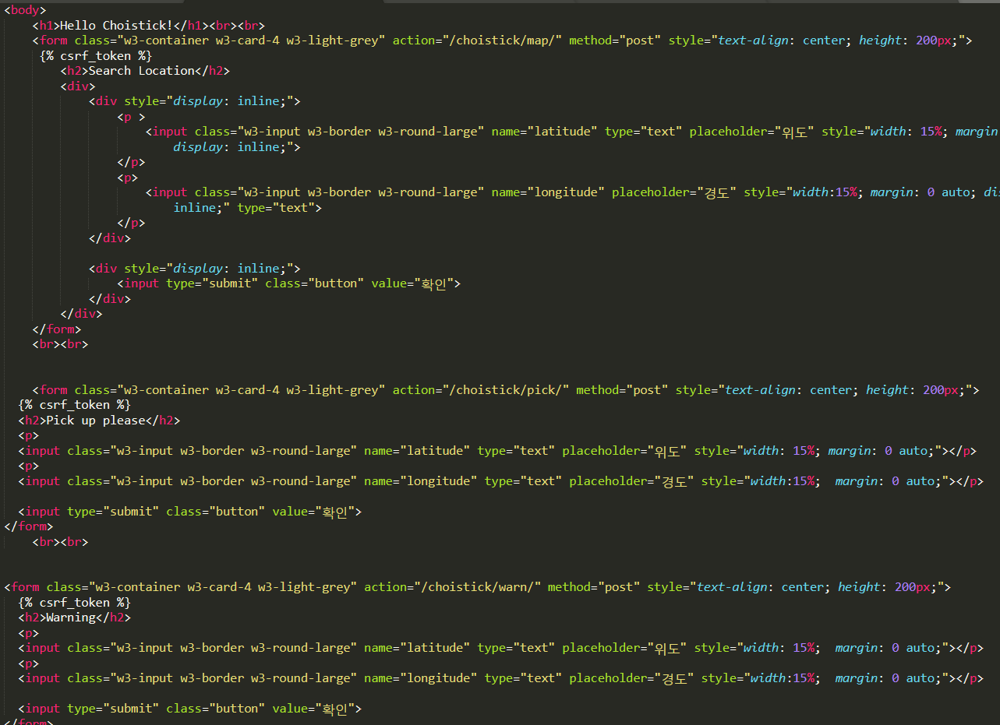 <body>
<h1>Hello Choistick!</h1><br><br>
<form class="w3-container w3-card-4 w3-light-grey" action="/choistick/map/" method="post" style="text-align: center; height: 200px;">
{% csrf_token %}
<h2>Search Location</h2>
<div>
<div style="display: inline;">
<p >
<input class="w3-input w3-border w3-round-large" name="latitude" type="text" placeholder="위도" style="width: 15%; margin
display: inline;">
</p>
<p>
<input class="w3-input w3-border w3-round-large" name="longitude" placeholder="경도" style="width:15%; margin: 0 auto;
inline;" type="text">
</p>
</div>
<div style="display: inline;">
<input type="submit" class="button" value="확인">
</div>
</div>
</form>
<br><br>
<form class="w3-container w3-card-4 w3-light-grey" action="/choistick/pick/" method="post" style="text-align: center; height: 200px;">
{% csrf_token %}
<h2>Pick up please</h2>
<p>
<input class="w3-input w3-border w3-round-large" name="latitude" type="text" placeholder="위도" style="width: 15%; margin: 0 auto;"></p>
<p>
<input class="w3-input w3-border w3-round-large" name="longitude" type="text" placeholder="경도" style="width:15%;  margin: 0 auto;"></p>
<input type="submit" class="button" value="확인">
</form>
<br><br>
<form class="w3-container w3-card-4 w3-light-grey" action="/choistick/warn/" method="post" style="text-align: center; height: 200px;">
{% csrf_token %}
<h2>Warning</h2>
<p>
<input class="w3-input w3-border w3-round-large" name="latitude" type="text" placeholder="위도" style="width: 15%;  margin: 0 auto;"></p>
<p>
<input class="w3-input w3-border w3-round-large" name="longitude" type="text" placeholder="경도" style="width:15%;  margin: 0 auto;"></p>
<input type="submit" class="button" value="확인">
</form>